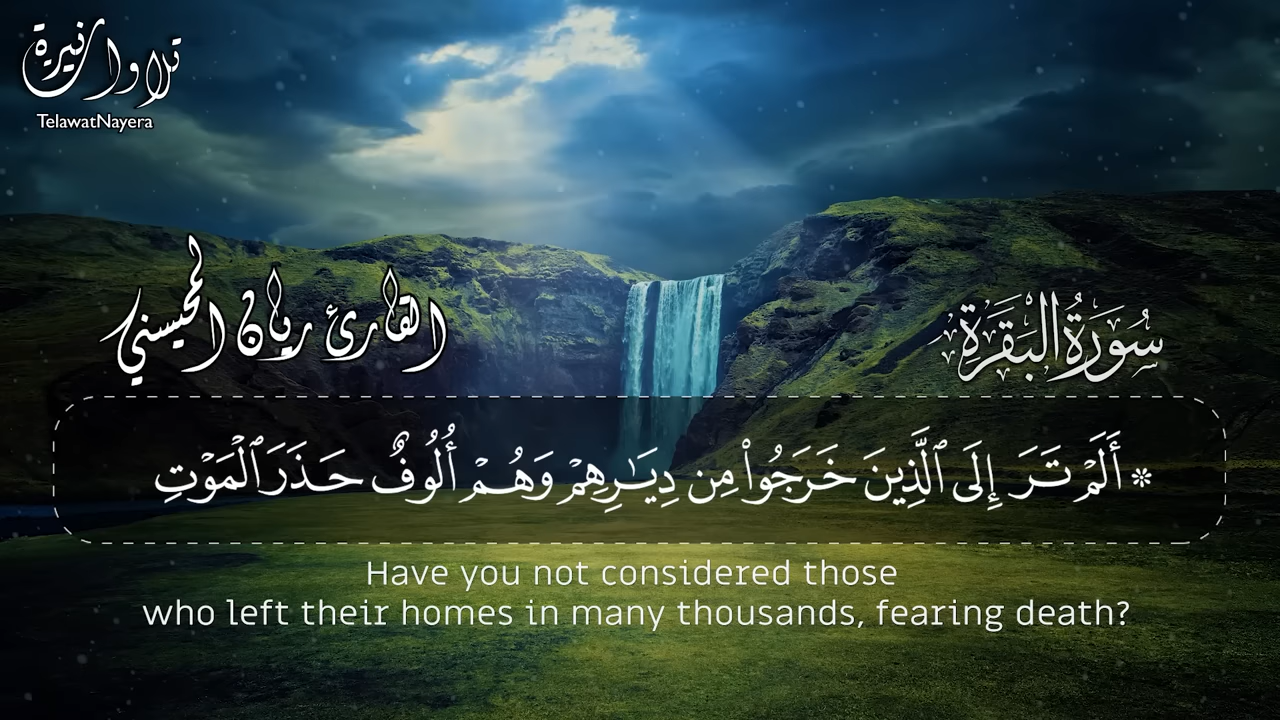 تلاوات نيرة
TelawatNayera
سُورَةُ البَقَرَةِ
القارئ ريان المحيسني
۞ أَلَمْ تَرَ إِلَى ٱلَّذِينَ خَرَجُوا۟ مِن دِيَـٰرِهِمْ وَهُمْ أُلُوفٌ حَذَرَ ٱلْمَوْتِ
Have you not considered those
who left their homes in many thousands, fearing death?